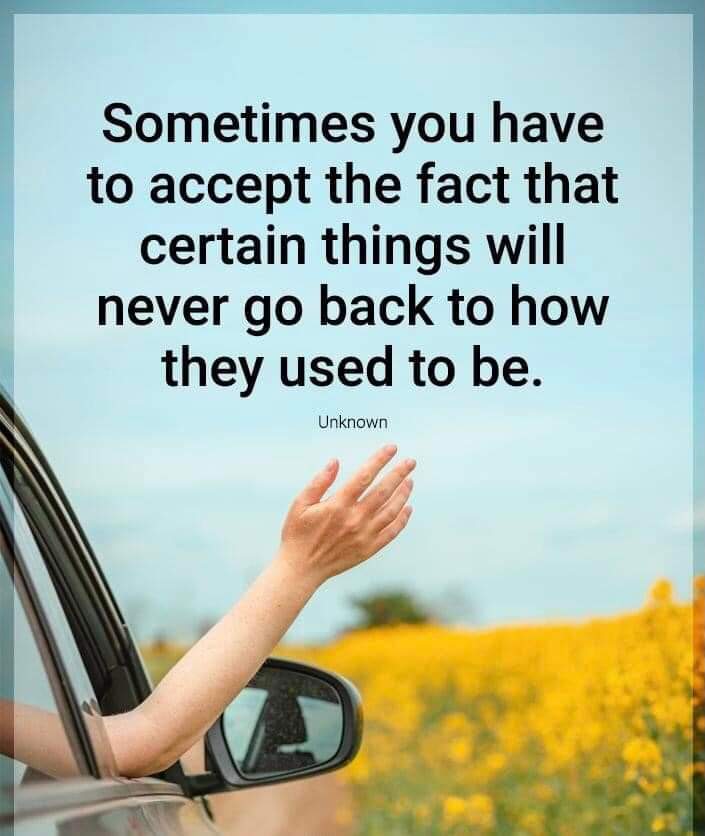 Sometimes you have
to accept the fact that
certain things will
never go back to how
they used to be.
Unknown